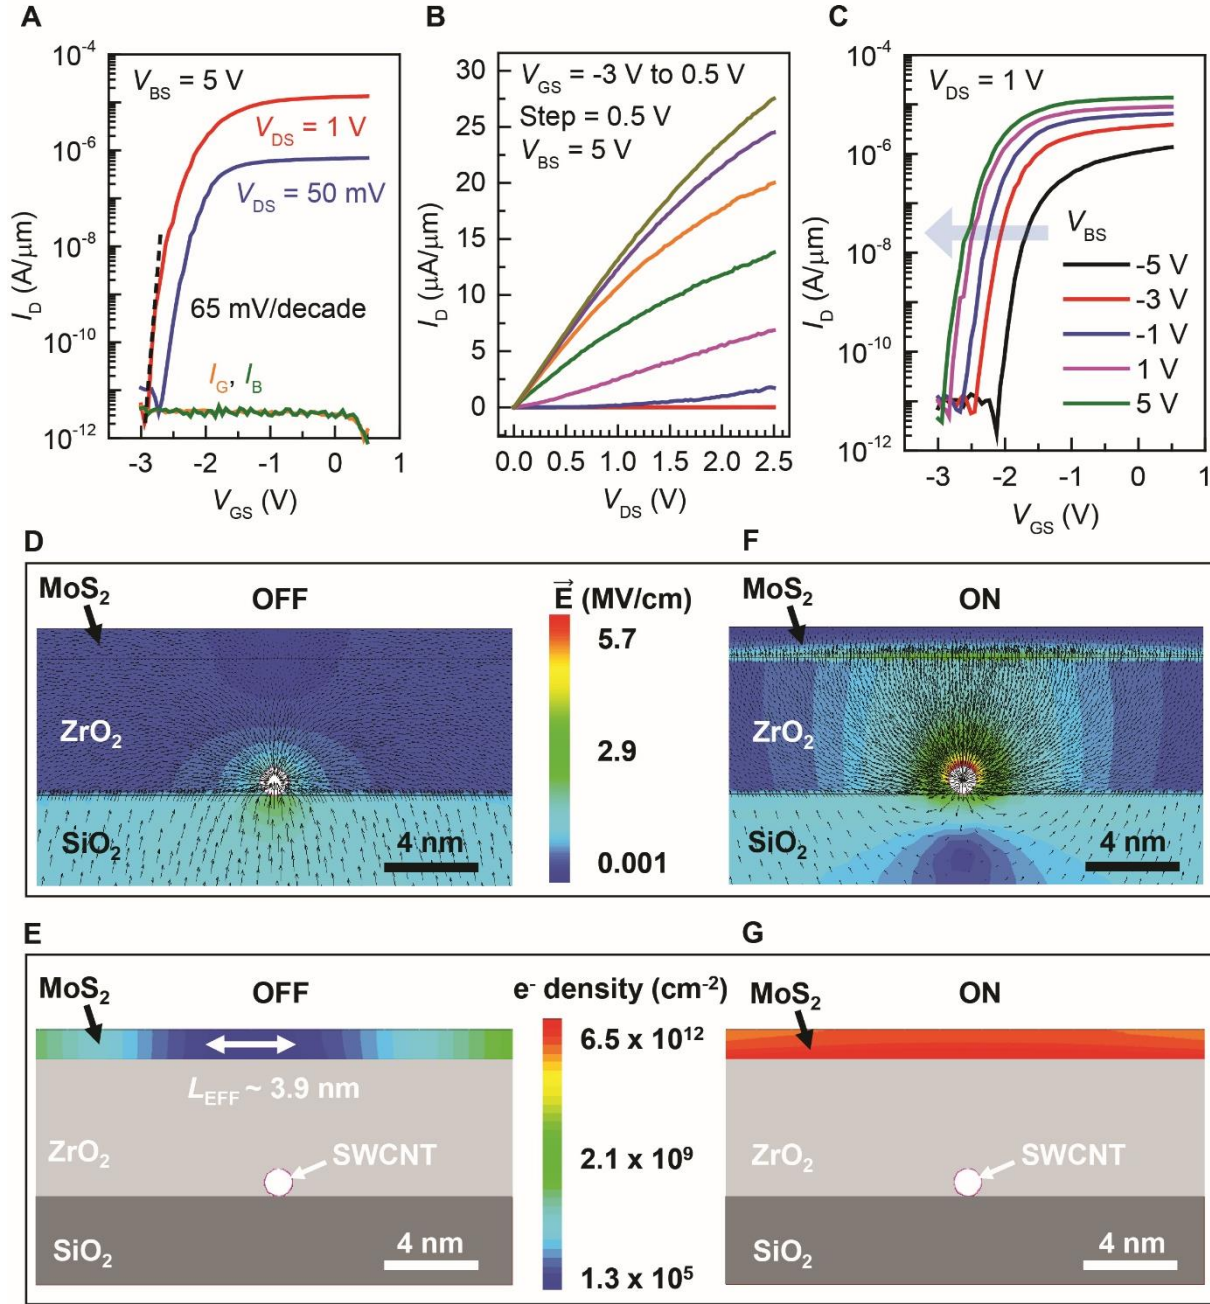 A
V_BS = 5 V
V_DS = 1 V
V_DS = 50 mV
65 mV/decade
I_G, I_B
I_D (A/μm)
10⁻⁴
10⁻⁶
10⁻⁸
10⁻¹⁰
10⁻¹²
-3 -2 -1 0 1
V_GS (V)
B
V_GS = -3 V to 0.5 V
Step = 0.5 V
V_BS = 5 V
I_D (μA/μm)
30
25
20
15
10
5
0
0.0 0.5 1.0 1.5 2.0 2.5
V_DS (V)
C
V_DS = 1 V
V_BS
-5 V
-3 V
-1 V
1 V
5 V
I_D (A/μm)
10⁻⁴
10⁻⁶
10⁻⁸
10⁻¹⁰
10⁻¹²
-3 -2 -1 0 1
V_GS (V)
D
MoS₂
OFF
ZrO₂
SiO₂
4 nm
E⃗ (MV/cm)
5.7
2.9
0.001
F
MoS₂
ON
ZrO₂
SiO₂
4 nm
E
MoS₂
OFF
L_EFF ~ 3.9 nm
ZrO₂
SWCNT
SiO₂
4 nm
e⁻ density (cm⁻²)
6.5 x 10¹²
2.1 x 10⁹
1.3 x 10⁵
G
MoS₂
ON
ZrO₂
SWCNT
SiO₂
4 nm